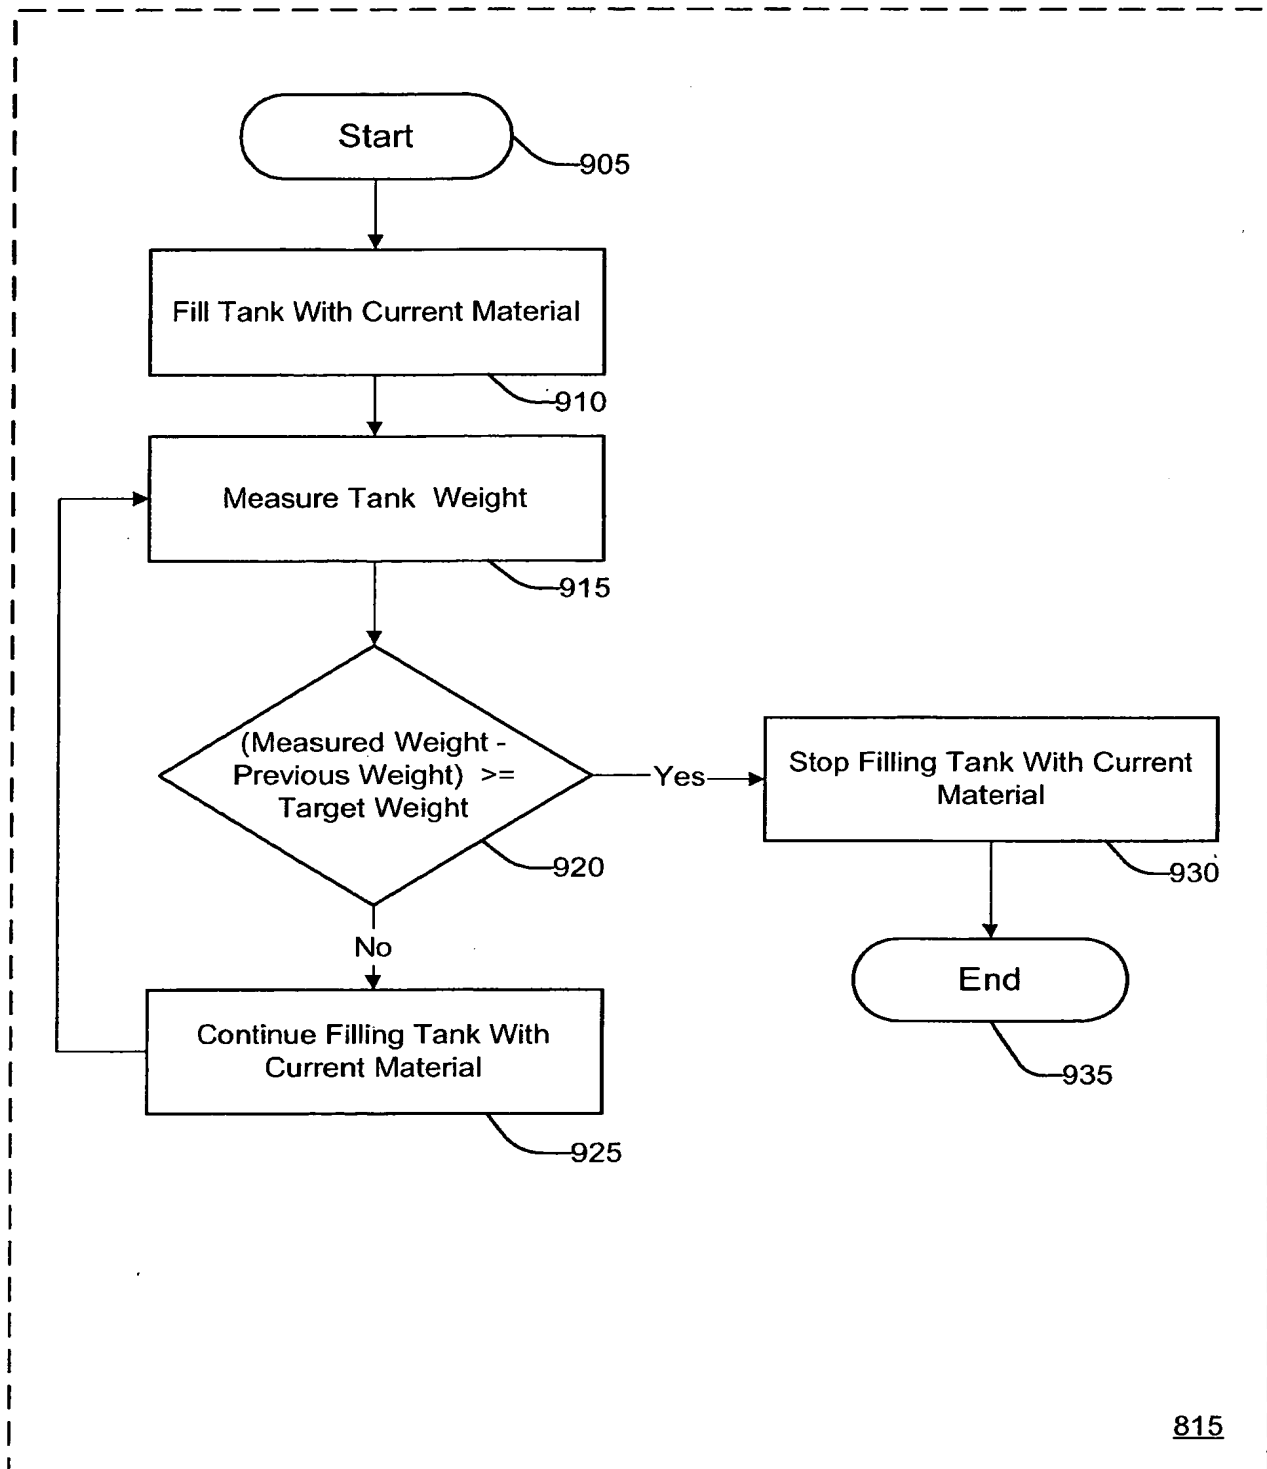 Start
905
Fill Tank With Current Material
910
Measure Tank Weight
915
(Measured Weight -
Previous Weight) >=
Target Weight
920
Yes
Stop Filling Tank With Current
Material
930
No
End
935
Continue Filling Tank With
Current Material
925
815